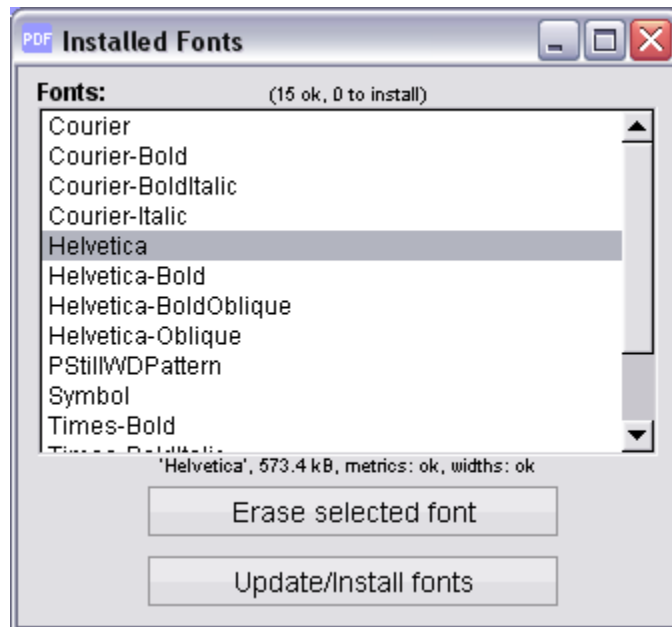 PDF Installed Fonts
Fonts: (15 ok, 0 to install)
Courier
Courier-Bold
Courier-BoldItalic
Courier-Italic
Helvetica
Helvetica-Bold
Helvetica-BoldOblique
Helvetica-Oblique
PStillWDPattern
Symbol
Times-Bold
Times-BoldItalic
'Helvetica', 573.4 kB, metrics: ok, widths: ok
Erase selected font
Update/Install fonts